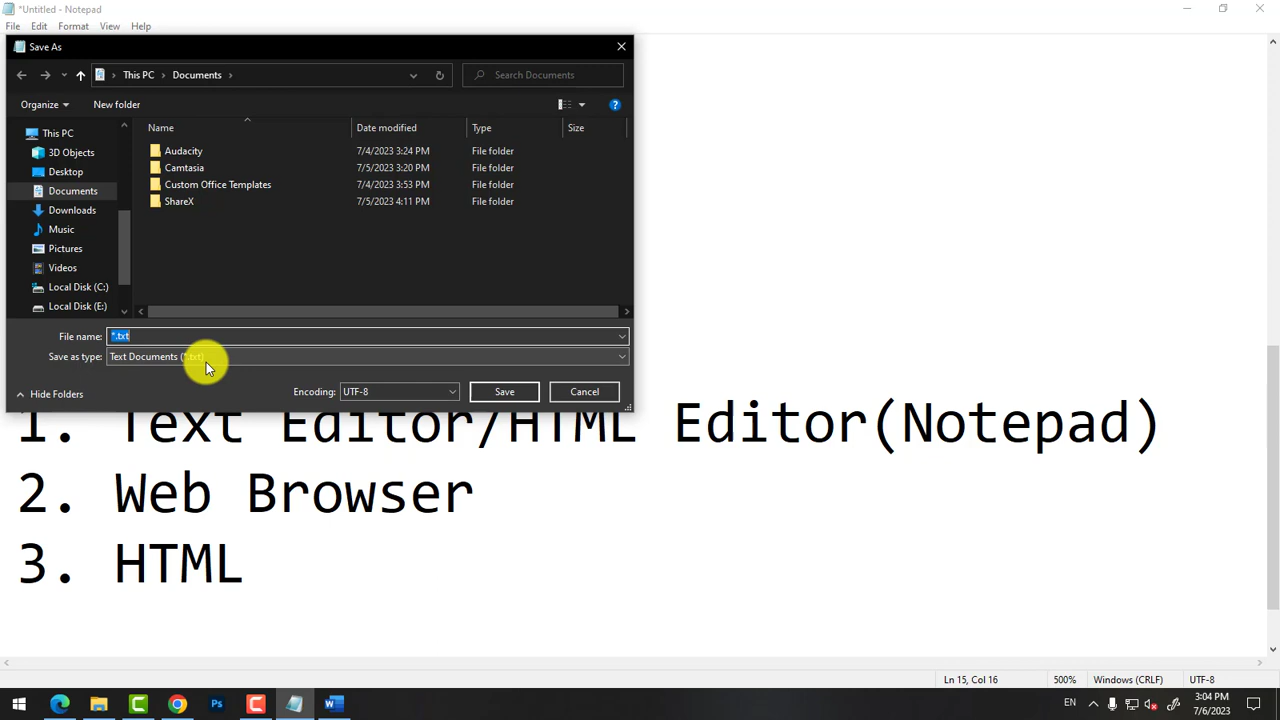 *Untitled - Notepad
File Edit Format View Help
Save As
This PC > Documents >
Search Documents
Organize New folder
Name Date modified Type Size
This PC
3D Objects
Desktop
Documents
Downloads
Music
Pictures
Videos
Local Disk (C:)
Local Disk (E:)
Audacity 7/4/2023 3:24 PM File folder
Camtasia 7/5/2023 3:20 PM File folder
Custom Office Templates 7/4/2023 3:53 PM File folder
ShareX 7/5/2023 4:11 PM File folder
File name: *.txt
Save as type: Text Documents (*.txt)
Hide Folders Encoding: UTF-8 Save Cancel
1. Text Editor/HTML Editor(Notepad)
2. Web Browser
3. HTML
Ln 15, Col 16 500% Windows (CRLF) UTF-8
Ps W EN 3:04 PM
7/6/2023